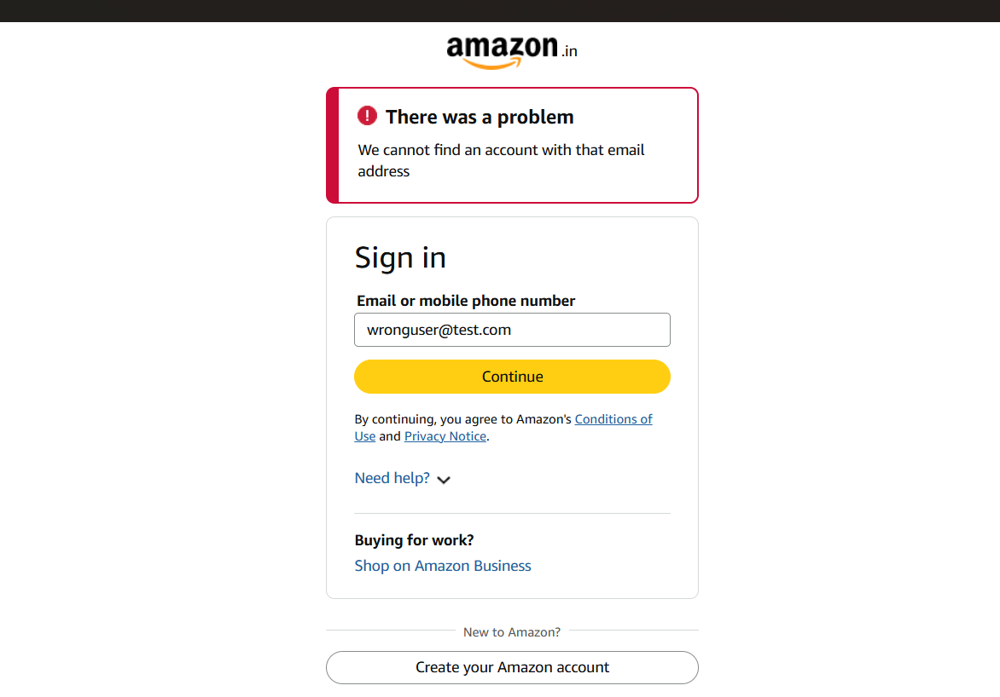 amazon.in
There was a problem
We cannot find an account with that email
address
Sign in
Email or mobile phone number
wronguser@test.com
Continue
By continuing, you agree to Amazon's Conditions of
Use and Privacy Notice.
Need help?
Buying for work?
Shop on Amazon Business
New to Amazon?
Create your Amazon account